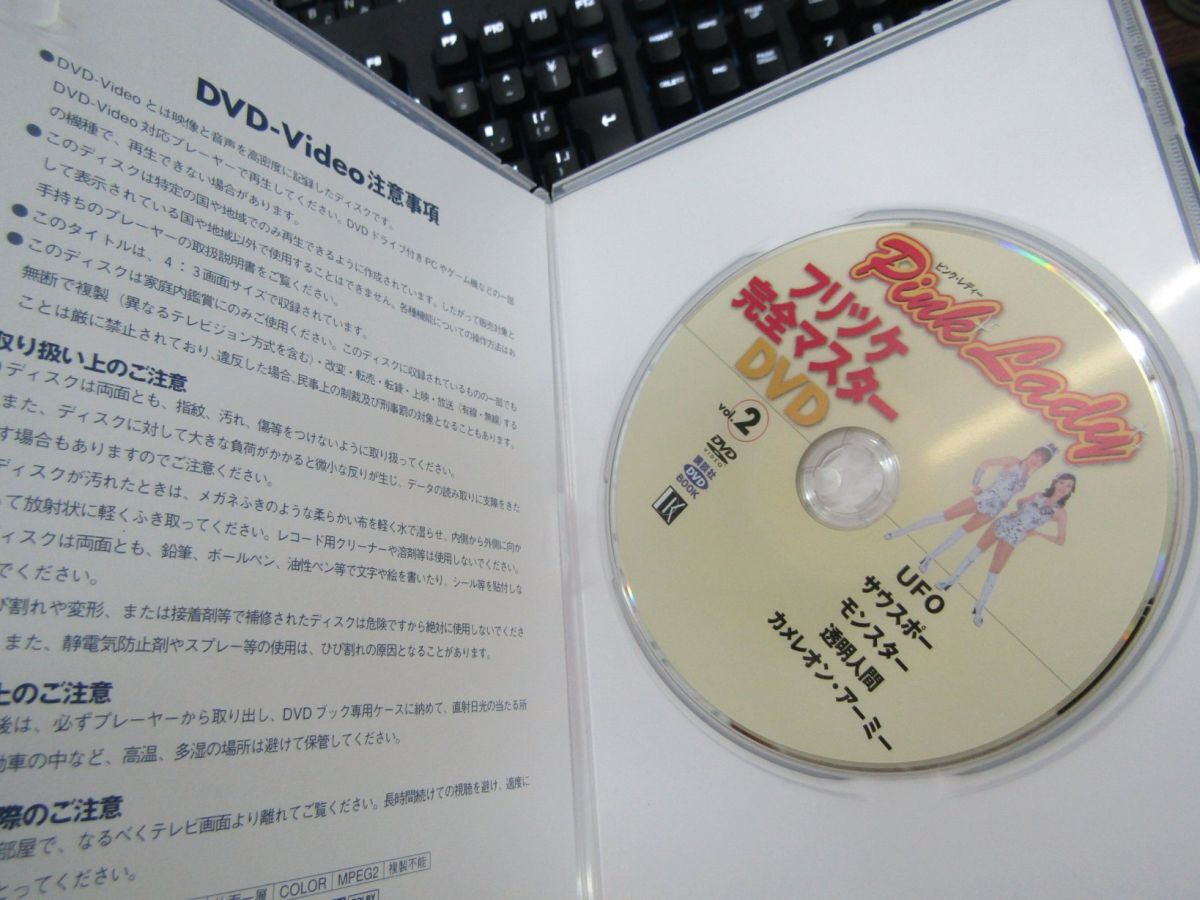 DVD-Video注意事項
●DVD-Videoとは映像と音声を高密度に記録したディスクです。
DVD-Video対応プレーヤーで再生してください。DVDドライブ付きPCやゲーム機などの一部
の機種で、再生できない場合があります。
●このディスクは特定の国や地域でのみ再生できるように作成されています。したがって販売対象と
して表示されている国や地域以外で使用することはできません。各種機能についての操作方法はお
手持ちのプレーヤーの取扱説明書をご覧ください。
●このタイトルは、4：3画面サイズで収録されています。
●このディスクは家庭内鑑賞にのみご使用ください。このディスクに収録されているものの一部でも
無断で複製（異なるテレビジョン方式を含む）・改変・転売・転貸・上映・放送（有線・無線）する
ことは厳に禁止されており、違反した場合、民事上の制裁及び刑事罰の対象となることもあります。
取り扱い上のご注意
ディスクは両面とも、指紋、汚れ、傷等をつけないように取り扱ってください。
また、ディスクに対して大きな負荷がかかると微小な反りが生じ、データの読み取りに支障をきた
す場合もありますのでご注意ください。
ディスクが汚れたときは、メガネふきのような柔らかい布を軽く水で湿らせ、内側から外側に向か
って放射状に軽くふき取ってください。レコード用クリーナーや溶剤等は使用しないでください。
ィスクは両面とも、鉛筆、ボールペン、油性ペン等で文字や絵を書いたり、シール等を貼付しな
でください。
び割れや変形、または接着剤等で補修されたディスクは危険ですから絶対に使用しないでくださ
また、静電気防止剤やスプレー等の使用は、ひび割れの原因となることがあります。
上のご注意
後は、必ずプレーヤーから取り出し、DVDブック専用ケースに納めて、直射日光の当たる所
動車の中など、高温、多湿の場所は避けて保管してください。
際のご注意
部屋で、なるべくテレビ画面より離れてご覧ください。長時間続けての視聴を避け、適度に
とってください。
一層 COLOR MPEG2 複製不能
ピンク・レディー
Pink Lady
フリツケ
完全マスター
DVD
vol.2
DVD
VIDEO
講談社
DVD
BOOK
K
UFO
サウスポー
モンスター
透明人間
カメレオン・アーミー
F9
F10
F11
F12